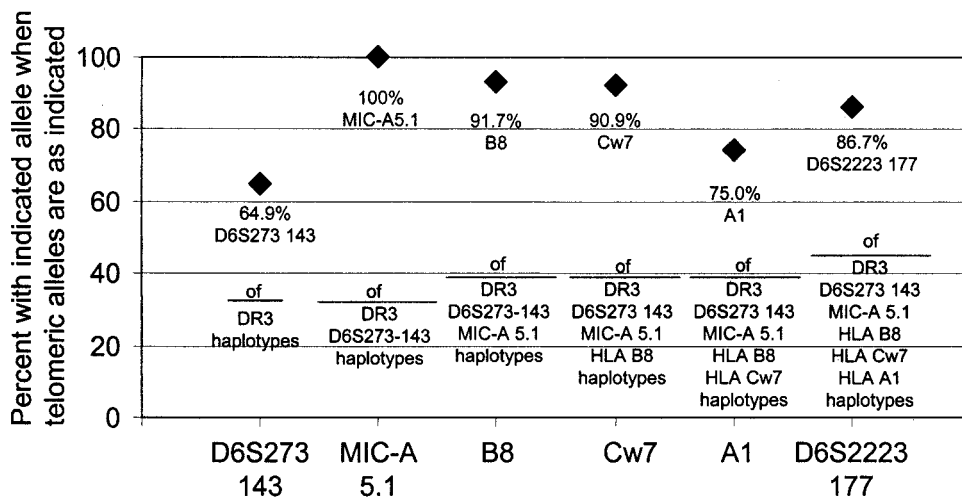 Percent with indicated allele when
telomeric alleles are as indicated
100
80
60
40
20
0
64.9%
D6S273 143
of
DR3
haplotypes
100%
MIC-A5.1
of
DR3
D6S273-143
haplotypes
91.7%
B8
of
DR3
D6S273-143
MIC-A 5.1
haplotypes
90.9%
Cw7
of
DR3
D6S273 143
MIC-A 5.1
HLA B8
haplotypes
75.0%
A1
of
DR3
D6S273 143
MIC-A 5.1
HLA B8
HLA Cw7
haplotypes
86.7%
D6S2223 177
of
DR3
D6S273 143
MIC-A 5.1
HLA B8
HLA Cw7
HLA A1
haplotypes
D6S273
143
MIC-A
5.1
B8
Cw7
A1
D6S2223
177